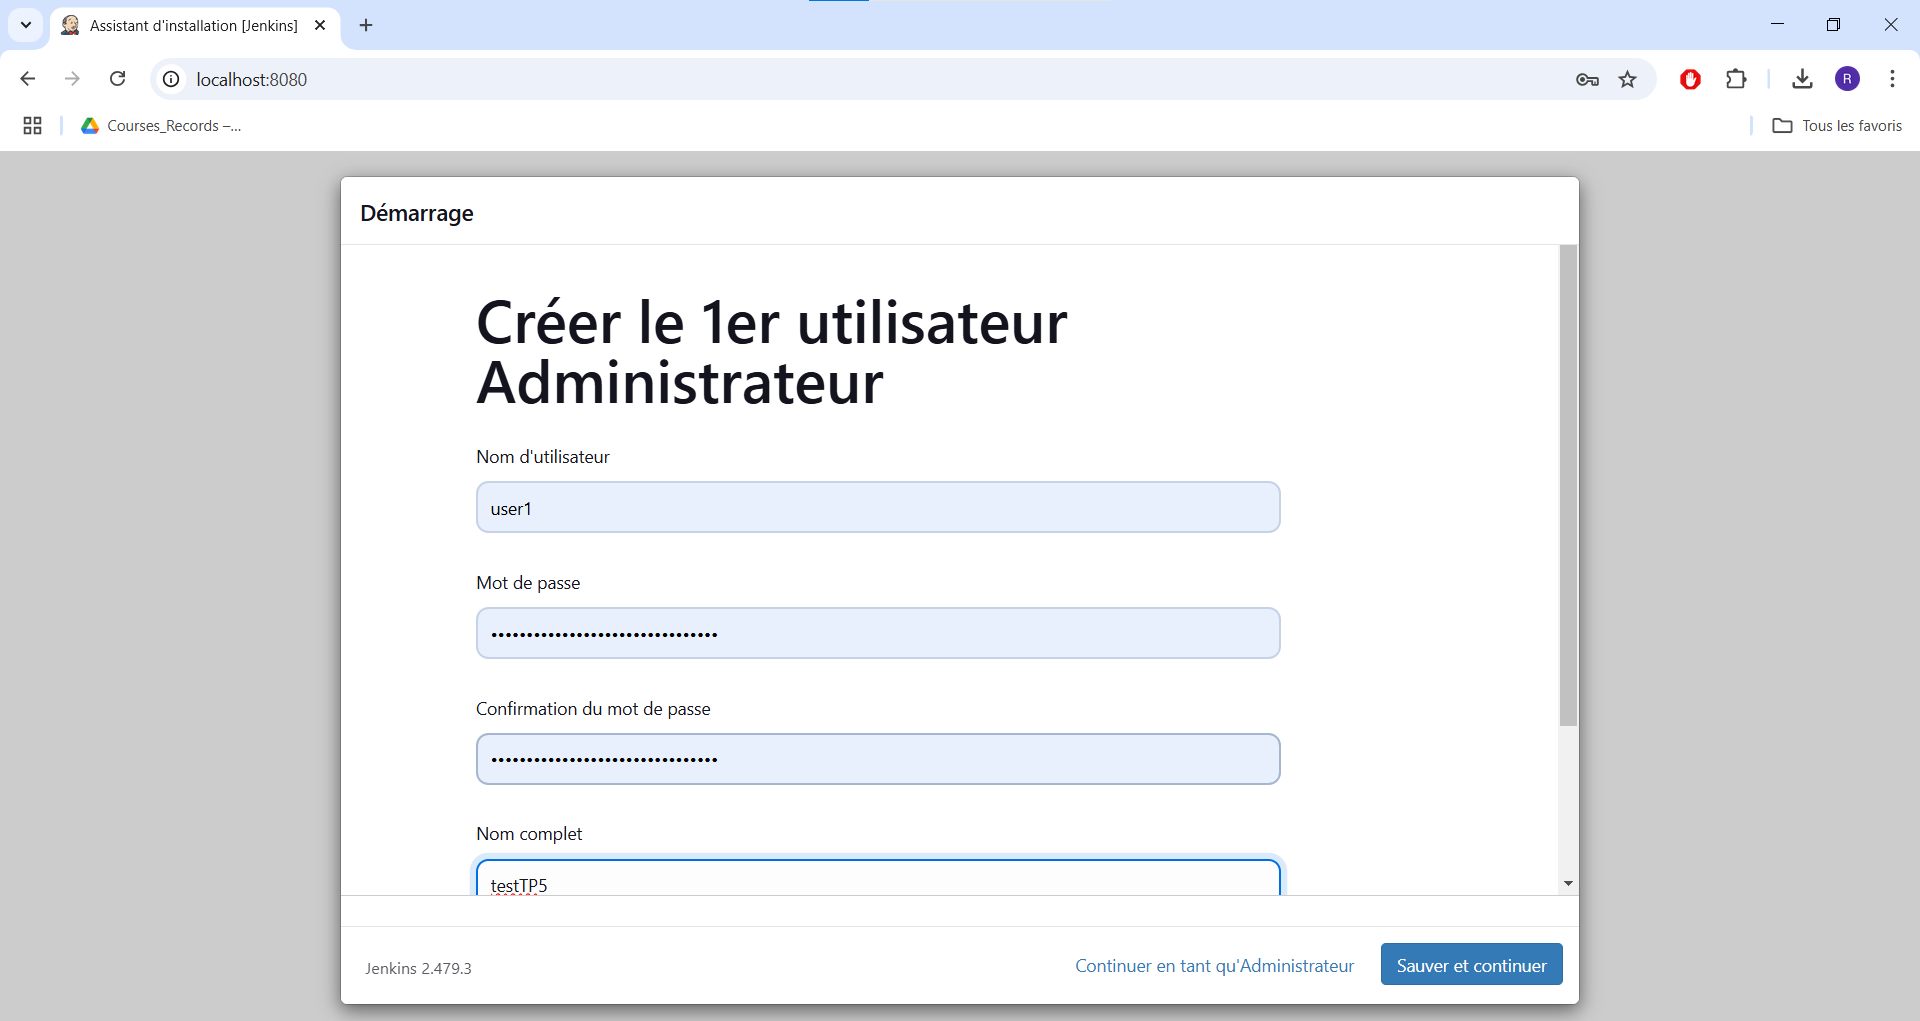 Assistant d'installation [Jenkins]
localhost:8080
R
Courses_Records –...
Tous les favoris
Démarrage
Créer le 1er utilisateur
Administrateur
Nom d'utilisateur
user1
Mot de passe
••••••••••••••••••••••••••••••••
Confirmation du mot de passe
••••••••••••••••••••••••••••••••
Nom complet
testTP5
Jenkins 2.479.3
Continuer en tant qu'Administrateur
Sauver et continuer